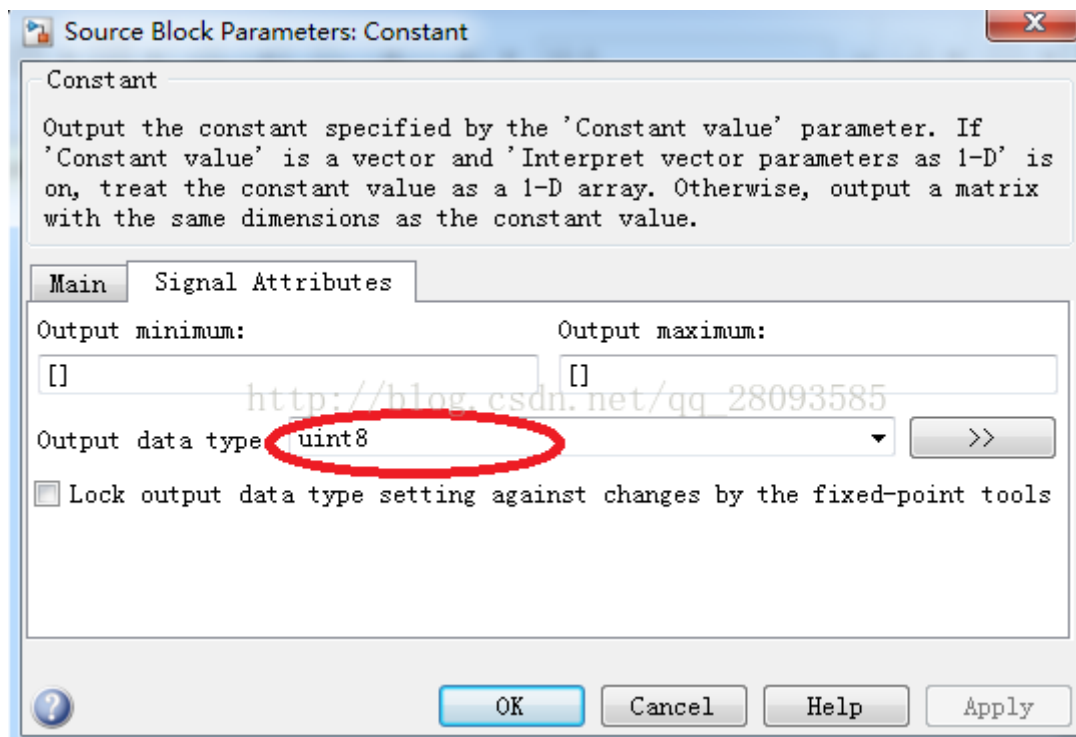 Source Block Parameters: Constant
X
Constant
Output the constant specified by the 'Constant value' parameter. If
'Constant value' is a vector and 'Interpret vector parameters as 1-D' is
on, treat the constant value as a 1-D array. Otherwise, output a matrix
with the same dimensions as the constant value.
Main Signal Attributes
Output minimum: Output maximum:
[] []
http://blog.csdn.net/qq_28093585
Output data type uint8 >>
Lock output data type setting against changes by the fixed-point tools
? OK Cancel Help Apply